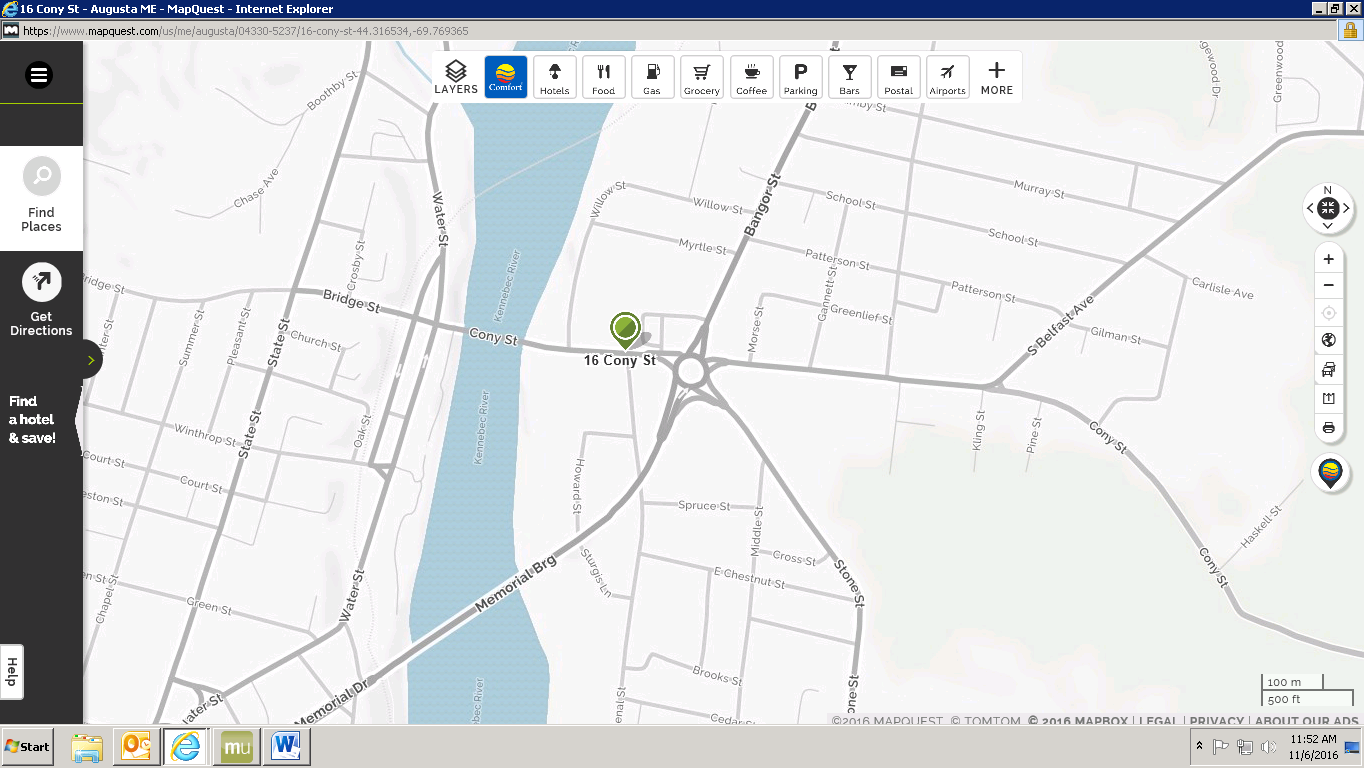 16 Cony St - Augusta ME - MapQuest - Internet Explorer
https://www.mapquest.com/us/me/augusta/04330-5237/16-cony-st-44.316534,-69.769365
LAYERS
Comfort
Hotels
Food
Gas
Grocery
Coffee
Parking
Bars
Postal
Airports
MORE
Find
Places
Get
Directions
Find
a hotel
& save!
Help
Boothby St
Chase Ave
Water St
Crosby St
Bridge St
Bridge St
Summer St
Pleasant St
State St
Church St
State St
Oak St
Winthrop St
Court St
Court St
Green St
Chapel St
Water St
Memorial Dr
Memorial Brg
Kennebec River
Kennebec River
Cony St
16 Cony St
Willow St
Willow St
Myrtle St
Bangor St
School St
School St
Murray St
Patterson St
Patterson St
Gannett St
Greenlief St
Morse St
S Belfast Ave
Gilman St
Carlisle Ave
Kling St
Pine St
Cony St
Cony St
Haskell St
Howard St
Sturgis Ln
Spruce St
Middle St
Cross St
E Chestnut St
Stone St
Brooks St
Cedar St
N
100 m
500 ft
©2016 MAPQUEST © TOMTOM © 2016 MAPBOX | LEGAL | PRIVACY | ABOUT OUR ADS
Start
mu
11:52 AM
11/6/2016